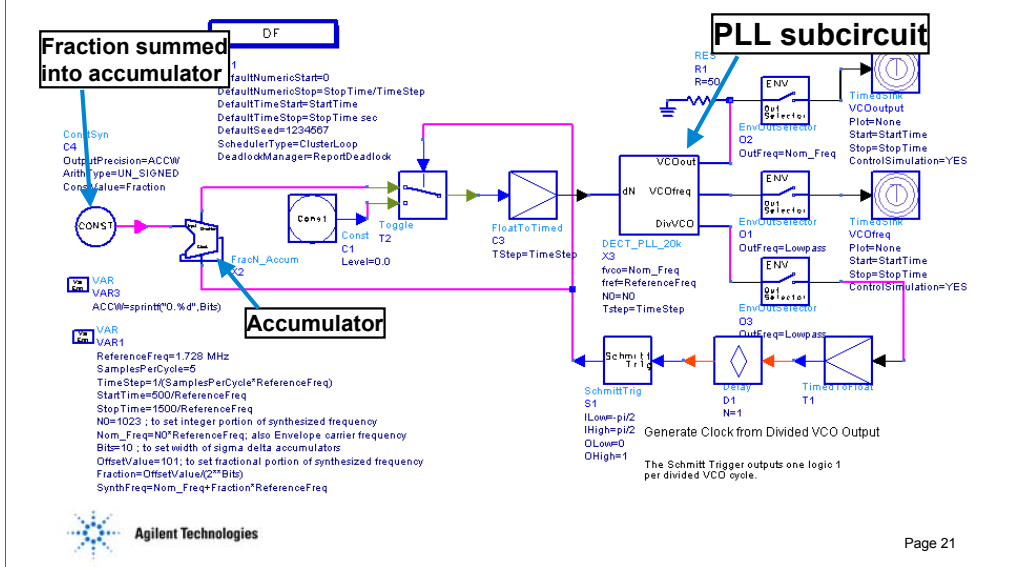 Fraction summed
into accumulator
DF
DefaultNumericStart=0
DefaultNumericStop=StopTime/TimeStep
DefaultTimeStart=StartTime
DefaultTimeStop=StopTime sec
DefaultSeed=1234567
SchedulerType=ClusterLoop
DeadlockManager=ReportDeadlock
PLL subcircuit
RES
R1
R=50
ENV
Out
Selector
EnvOutSelector
O2
OutFreq=Nom_Freq
T
TimedSink
VCOoutput
Plot=None
Start=StartTime
Stop=StopTime
ControlSimulation=YES
ConstSyn
C4
OutputPrecision=ACCW
ArithType=UN_SIGNED
ConstValue=Fraction
CONST
FracN_Accum
X2
Const
Const
C1
Level=0.0
Toggle
T2
FloatToTimed
C3
TStep=TimeStep
dN
VCOout
VCOfreq
DivVCO
DECT_PLL_20k
X3
fvco=Nom_Freq
fref=ReferenceFreq
N0=N0
Tstep=TimeStep
ENV
Out
Selector
EnvOutSelector
O1
OutFreq=Lowpass
T
TimedSink
VCOfreq
Plot=None
Start=StartTime
Stop=StopTime
ControlSimulation=YES
ENV
Out
Selector
EnvOutSelector
O3
OutFreq=Lowpass
Var
Eqn
VAR
VAR3
ACCW=sprintf("0.%d",Bits)
Accumulator
Var
Eqn
VAR
VAR1
ReferenceFreq=1.728 MHz
SamplesPerCycle=5
TimeStep=1/(SamplesPerCycle*ReferenceFreq)
StartTime=500/ReferenceFreq
StopTime=1500/ReferenceFreq
N0=1023 ; to set integer portion of synthesized frequency
Nom_Freq=N0*ReferenceFreq; also Envelope carrier frequency
Bits=10 ; to set width of sigma delta accumulators
OffsetValue=101; to set fractional portion of synthesized frequency
Fraction=OffsetValue/(2**Bits)
SynthFreq=Nom_Freq+Fraction*ReferenceFreq
Schmitt
Trig
SchmittTrig
S1
ILow=-pi/2
IHigh=pi/2
OLow=0
OHigh=1
Delay
D1
N=1
TimedToFloat
T1
Generate Clock from Divided VCO Output
The Schmitt Trigger outputs one logic 1
per divided VCO cycle.
Agilent Technologies
Page 21